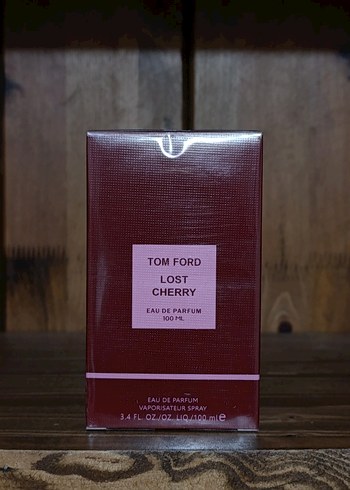 TOM FORD
LOST
CHERRY
EAU DE PARFUM
100 ML
EAU DE PARFUM
VAPORISATEUR SPRAY
3.4 FL. OZ./OZ. LIQ/100 ml ℮